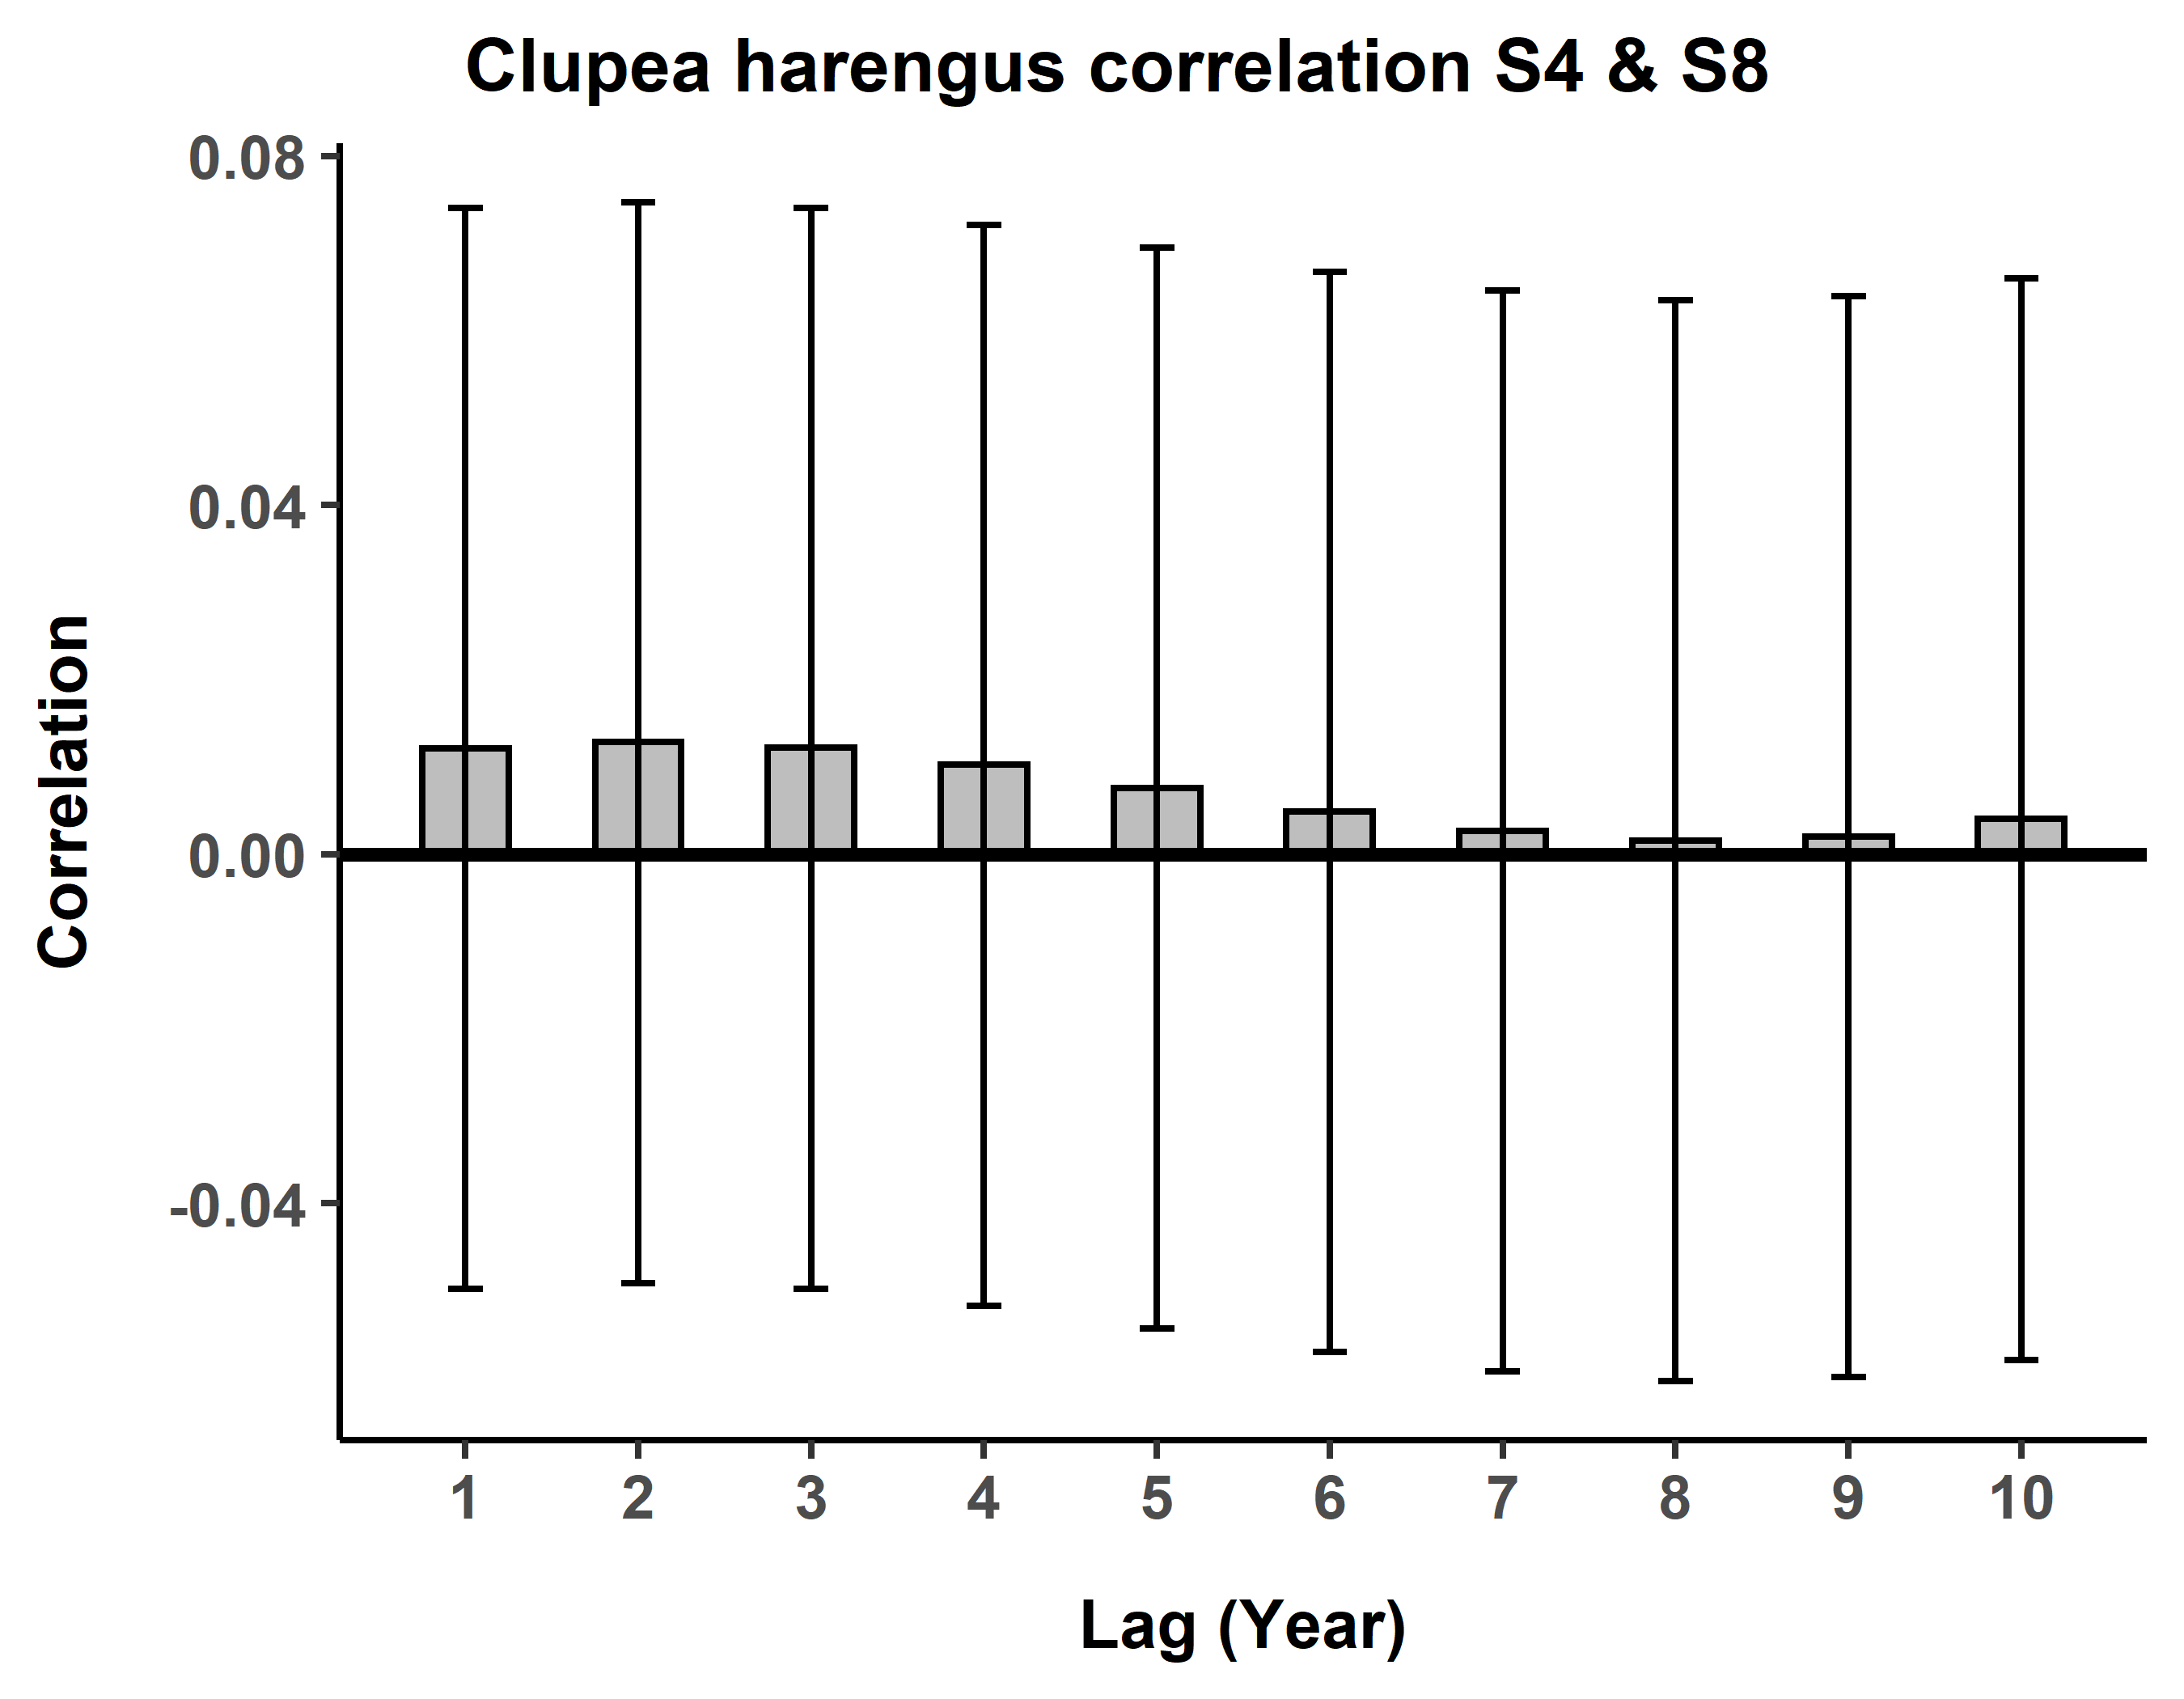 Clupea harengus correlation S4 & S8
0.08
0.04
0.00
-0.04
Correlation
1 2 3 4 5 6 7 8 9 10
Lag (Year)